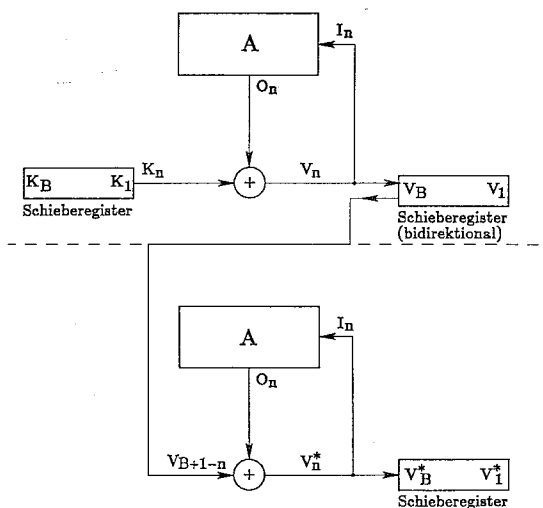 A
In
On
Kn
Vn
KB K1
Schieberegister
VB V1
Schieberegister
(bidirektional)
A
In
On
VB+1-n
V*n
V*B V*1
Schieberegister